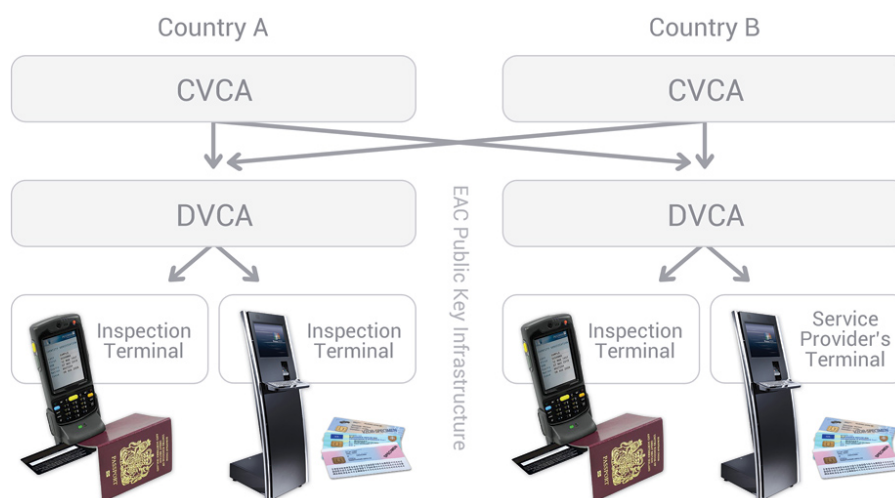 Country A
Country B
CVCA
CVCA
DVCA
DVCA
EAC Public Key Infrastructure
Inspection
Terminal
Inspection
Terminal
Inspection
Terminal
Service
Provider's
Terminal
PASSPORT